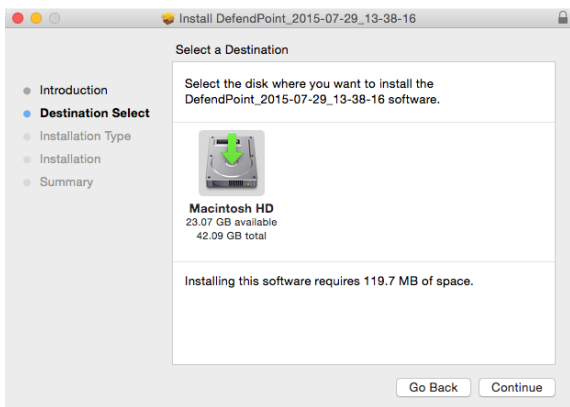 Install DefendPoint_2015-07-29_13-38-16
Select a Destination
Introduction
Destination Select
Installation Type
Installation
Summary
Select the disk where you want to install the
DefendPoint_2015-07-29_13-38-16 software.
Macintosh HD
23.07 GB available
42.09 GB total
Installing this software requires 119.7 MB of space.
Go Back
Continue